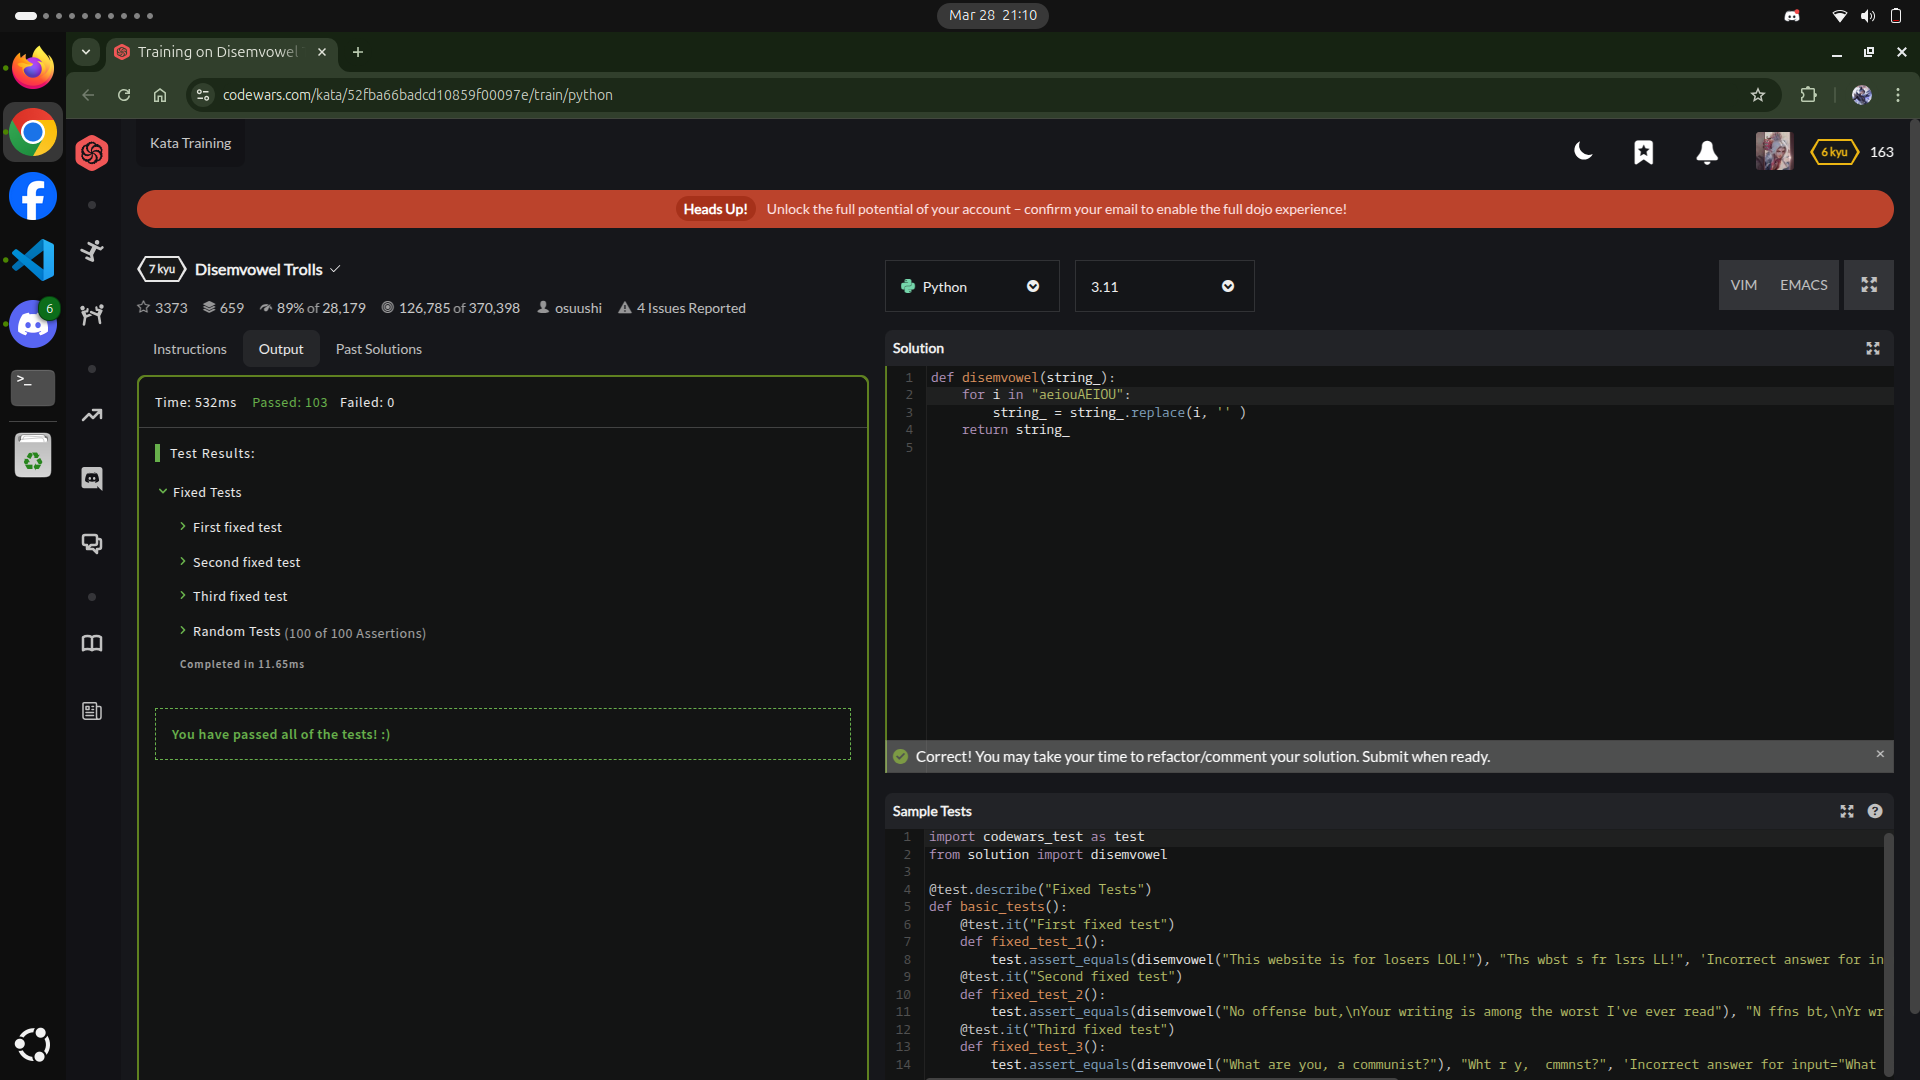 Mar 28 21:10
Training on Disemvowel
codewars.com/kata/52fba66badcd10859f00097e/train/python
6
Kata Training
6 kyu 163
Heads Up! Unlock the full potential of your account – confirm your email to enable the full dojo experience!
7 kyu Disemvowel Trolls
3373 659 89% of 28,179 126,785 of 370,398 osuushi 4 Issues Reported
Python
3.11
VIM EMACS
Instructions Output Past Solutions
Time: 532ms Passed: 103 Failed: 0
Test Results:
Fixed Tests
First fixed test
Second fixed test
Third fixed test
Random Tests (100 of 100 Assertions)
Completed in 11.65ms
You have passed all of the tests! :)
Solution
1 def disemvowel(string_):
2     for i in "aeiouAEIOU":
3         string_ = string_.replace(i, '' )
4     return string_
5
Correct! You may take your time to refactor/comment your solution. Submit when ready.
Sample Tests
1 import codewars_test as test
2 from solution import disemvowel
3
4 @test.describe("Fixed Tests")
5 def basic_tests():
6     @test.it("First fixed test")
7     def fixed_test_1():
8         test.assert_equals(disemvowel("This website is for losers LOL!"), "Ths wbst s fr lsrs LL!", 'Incorrect answer for in
9     @test.it("Second fixed test")
10     def fixed_test_2():
11         test.assert_equals(disemvowel("No offense but,\nYour writing is among the worst I've ever read"), "N ffns bt,\nYr wr
12     @test.it("Third fixed test")
13     def fixed_test_3():
14         test.assert_equals(disemvowel("What are you, a communist?"), "Wht r y,  cmmnst?", 'Incorrect answer for input="What